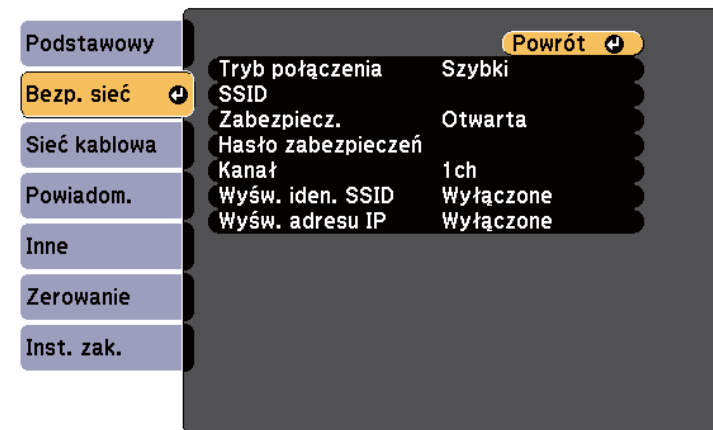 Podstawowy
Bezp. sieć
Sieć kablowa
Powiadom.
Inne
Zerowanie
Inst. zak.
Powrót
Tryb połączenia Szybki
SSID
Zabezpiecz. Otwarta
Hasło zabezpieczeń
Kanał 1ch
Wyśw. iden. SSID Wyłączone
Wyśw. adresu IP Wyłączone